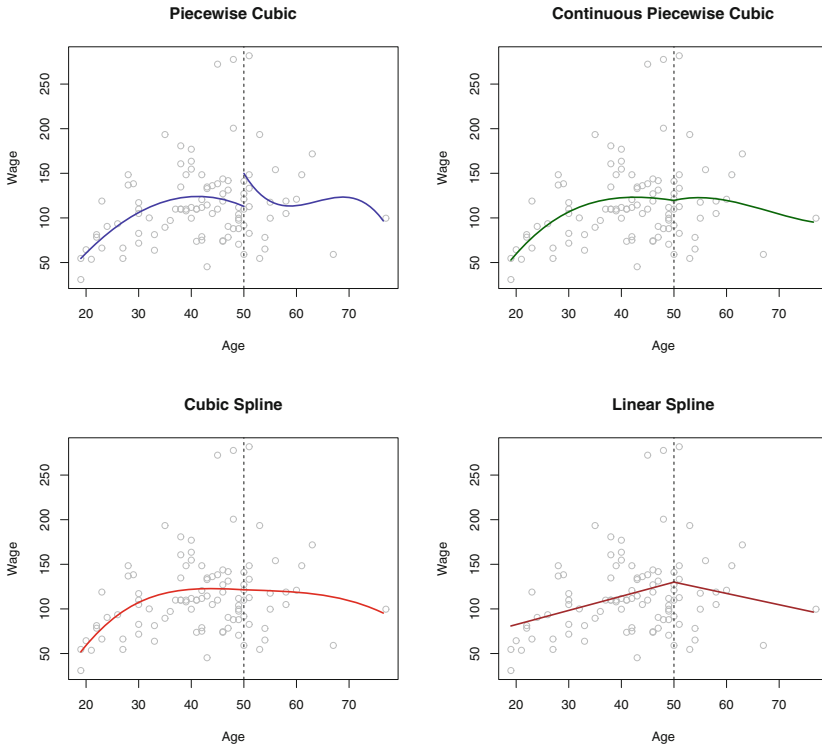 Piecewise Cubic
Wage
50 100 150 200 250
20 30 40 50 60 70
Age
Continuous Piecewise Cubic
Wage
50 100 150 200 250
20 30 40 50 60 70
Age
Cubic Spline
Wage
50 100 150 200 250
20 30 40 50 60 70
Age
Linear Spline
Wage
50 100 150 200 250
20 30 40 50 60 70
Age